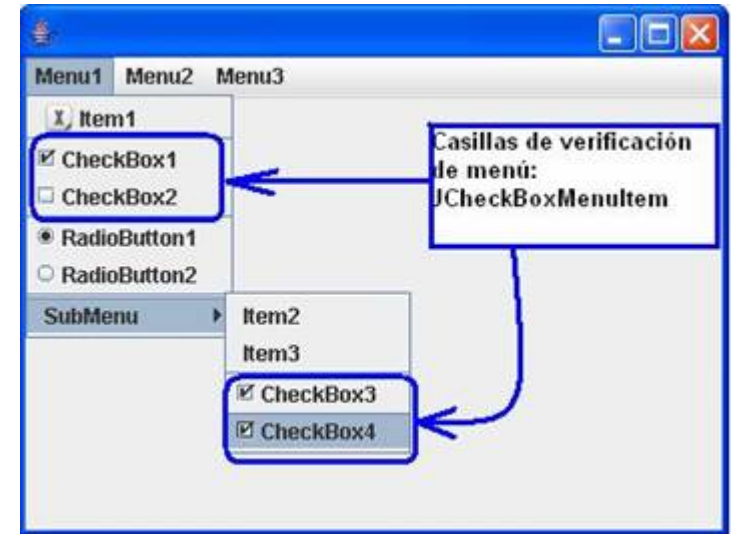 Menu1 Menu2 Menu3
Item1
CheckBox1
CheckBox2
RadioButton1
RadioButton2
SubMenu
Item2
Item3
CheckBox3
CheckBox4
Casillas de verificación
de menú:
JCheckBoxMenuItem